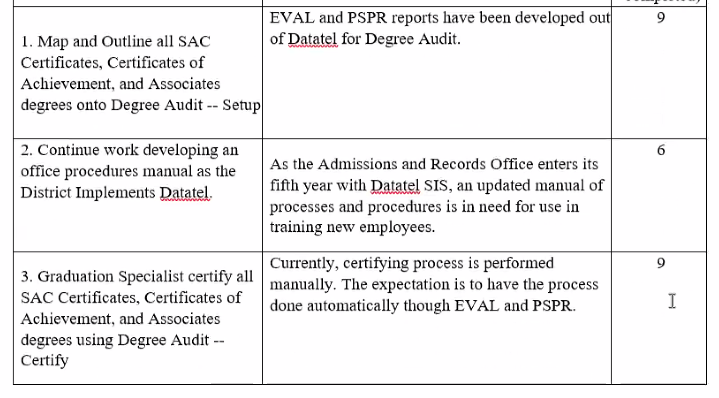 completed)
1. Map and Outline all SAC
Certificates, Certificates of
Achievement, and Associates
degrees onto Degree Audit -- Setup
EVAL and PSPR reports have been developed out
of Datatel for Degree Audit.
9
2. Continue work developing an
office procedures manual as the
District Implements Datatel.
As the Admissions and Records Office enters its
fifth year with Datatel SIS, an updated manual of
processes and procedures is in need for use in
training new employees.
6
3. Graduation Specialist certify all
SAC Certificates, Certificates of
Achievement, and Associates
degrees using Degree Audit --
Certify
Currently, certifying process is performed
manually. The expectation is to have the process
done automatically though EVAL and PSPR.
9